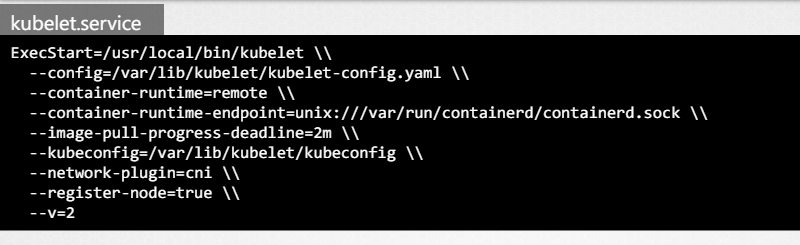 kubelet.service
ExecStart=/usr/local/bin/kubelet \\
--config=/var/lib/kubelet/kubelet-config.yaml \\
--container-runtime=remote \\
--container-runtime-endpoint=unix:///var/run/containerd/containerd.sock \\
--image-pull-progress-deadline=2m \\
--kubeconfig=/var/lib/kubelet/kubeconfig \\
--network-plugin=cni \\
--register-node=true \\
--v=2